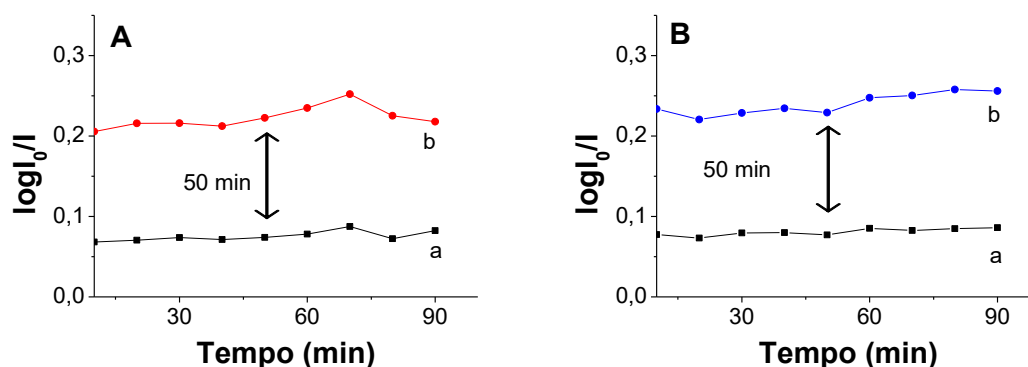 A
0,3
0,2
0,1
0,0
logI₀/I
b
50 min
a
30
60
90
Tempo (min)
B
0,3
0,2
0,1
0,0
logI₀/I
b
50 min
a
30
60
90
Tempo (min)